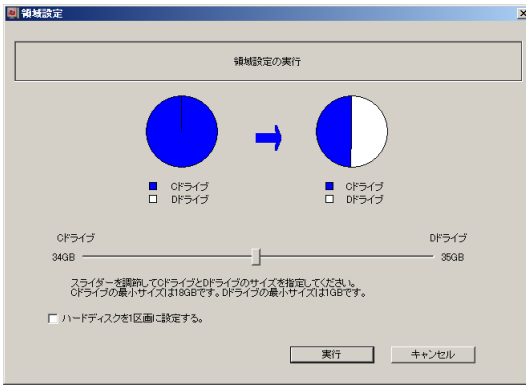 領域設定
領域設定の実行
Cドライブ
Dドライブ
Cドライブ
Dドライブ
Cドライブ
Dドライブ
34GB
35GB
スライダーを調節してCドライブとDドライブのサイズを指定してください。
Cドライブの最小サイズは18GBです。Dドライブの最小サイズは1GBです。
ハードディスクを1区画に設定する。
実行
キャンセル